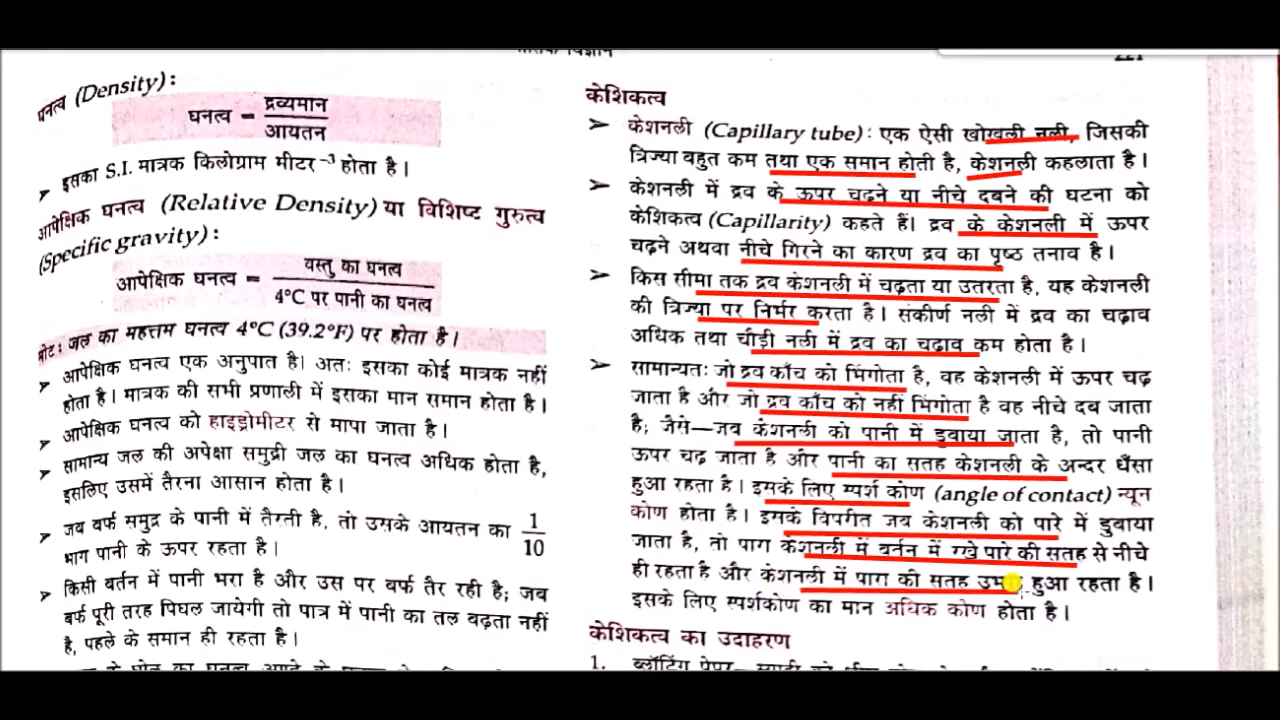 भौतिक विज्ञान
221
घनत्व (Density) :
घनत्व = द्रव्यमान
आयतन
➤ इसका S.I. मात्रक किलोग्राम मीटर⁻³ होता है।
आपेक्षिक घनत्व (Relative Density) या विशिष्ट गुरुत्व
(Specific gravity) :
आपेक्षिक घनत्व = वस्तु का घनत्व
4°C पर पानी का घनत्व
नोट : जल का महत्तम घनत्व 4°C (39.2°F) पर होता है।
➤ आपेक्षिक घनत्व एक अनुपात है। अतः इसका कोई मात्रक नहीं
होता है। मात्रक की सभी प्रणाली में इसका मान समान होता है।
➤ आपेक्षिक घनत्व को हाइड्रोमीटर से मापा जाता है।
➤ सामान्य जल की अपेक्षा समुद्री जल का घनत्व अधिक होता है,
इसलिए उसमें तैरना आसान होता है।
➤ जब बर्फ समुद्र के पानी में तैरती है, तो उसके आयतन का 1/10
भाग पानी के ऊपर रहता है।
➤ किसी बर्तन में पानी भरा है और उस पर बर्फ तैर रही है; जब
बर्फ पूरी तरह पिघल जायेगी तो पात्र में पानी का तल बढ़ता नहीं
है, पहले के समान ही रहता है।
केशिकत्व
➤ केशनली (Capillary tube) : एक ऐसी खोखली नली, जिसकी
त्रिज्या बहुत कम तथा एक समान होती है, केशनली कहलाता है।
➤ केशनली में द्रव के ऊपर चढ़ने या नीचे दबने की घटना को
केशिकत्व (Capillarity) कहते हैं। द्रव के केशनली में ऊपर
चढ़ने अथवा नीचे गिरने का कारण द्रव का पृष्ठ तनाव है।
➤ किस सीमा तक द्रव केशनली में चढ़ता या उतरता है, यह केशनली
की त्रिज्या पर निर्भर करता है। संकीर्ण नली में द्रव का चढ़ाव
अधिक तथा चौड़ी नली में द्रव का चढ़ाव कम होता है।
➤ सामान्यतः जो द्रव काँच को भिंगोता है, वह केशनली में ऊपर चढ़
जाता है और जो द्रव काँच को नहीं भिंगोता है वह नीचे दब जाता
है; जैसे—जब केशनली को पानी में डुबाया जाता है, तो पानी
ऊपर चढ़ जाता है और पानी का सतह केशनली के अन्दर धँसा
हुआ रहता है। इसके लिए स्पर्श कोण (angle of contact) न्यून
कोण होता है। इसके विपरीत जब केशनली को पारे में डुबाया
जाता है, तो पारा केशनली में बर्तन में रखे पारे की सतह से नीचे
ही रहता है और केशनली में पारा की सतह हुआ रहता है।
इसके लिए स्पर्शकोण का मान अधिक कोण होता है।
केशिकत्व का उदाहरण
1. ब्लॉटिंग पेपर